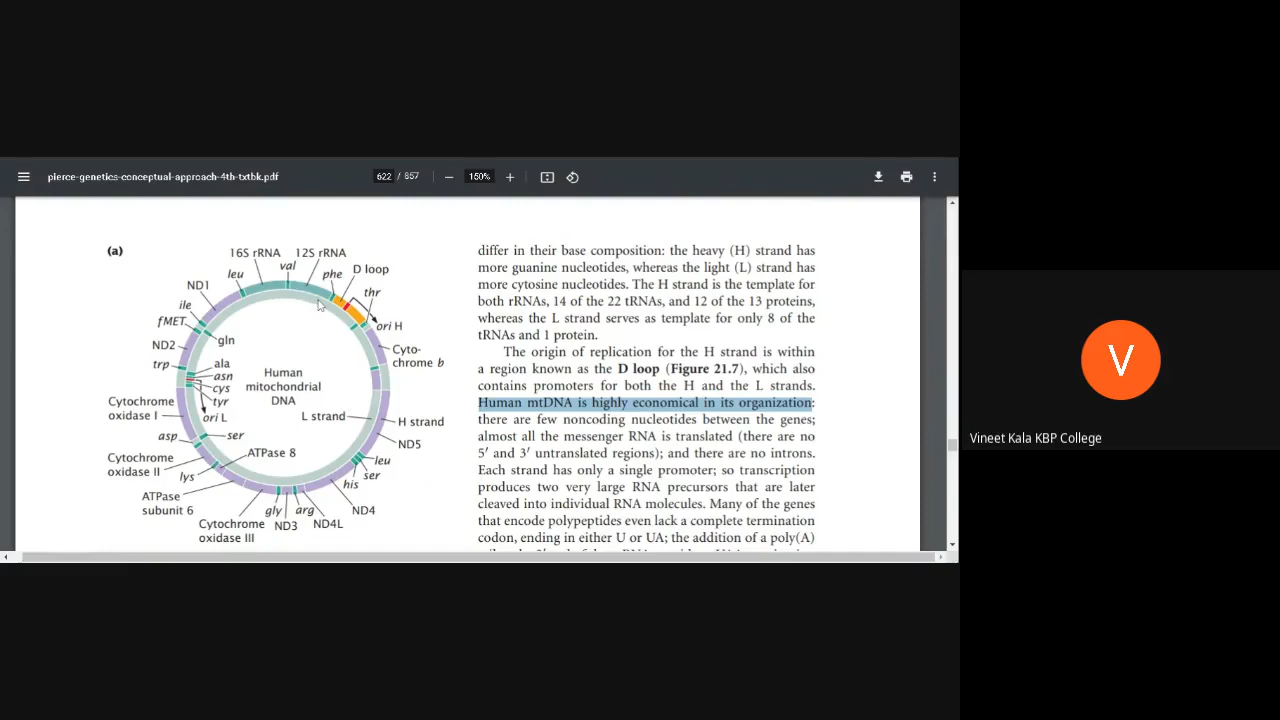 pierce-genetics-conceptual-approach-4th-txtbk.pdf
622 / 857
150%
(a)
16S rRNA
12S rRNA
leu
val
phe
D loop
ND1
thr
ile
ori H
fMET
gln
ND2
Cyto-
chrome b
trp
ala
asn
cys
tyr
ori L
Human
mitochondrial
DNA
Cytochrome
oxidase I
L strand
H strand
asp
ser
ND5
Cytochrome
oxidase II
ATPase 8
leu
lys
ser
his
ATPase
subunit 6
gly
arg
ND4
Cytochrome
oxidase III
ND3
ND4L
differ in their base composition: the heavy (H) strand has
more guanine nucleotides, whereas the light (L) strand has
more cytosine nucleotides. The H strand is the template for
both rRNAs, 14 of the 22 tRNAs, and 12 of the 13 proteins,
whereas the L strand serves as template for only 8 of the
tRNAs and 1 protein.
The origin of replication for the H strand is within
a region known as the D loop (Figure 21.7), which also
contains promoters for both the H and the L strands.
Human mtDNA is highly economical in its organization:
there are few noncoding nucleotides between the genes;
almost all the messenger RNA is translated (there are no
5′ and 3′ untranslated regions); and there are no introns.
Each strand has only a single promoter; so transcription
produces two very large RNA precursors that are later
cleaved into individual RNA molecules. Many of the genes
that encode polypeptides even lack a complete termination
codon, ending in either U or UA; the addition of a poly(A)
V
Vineet Kala KBP College